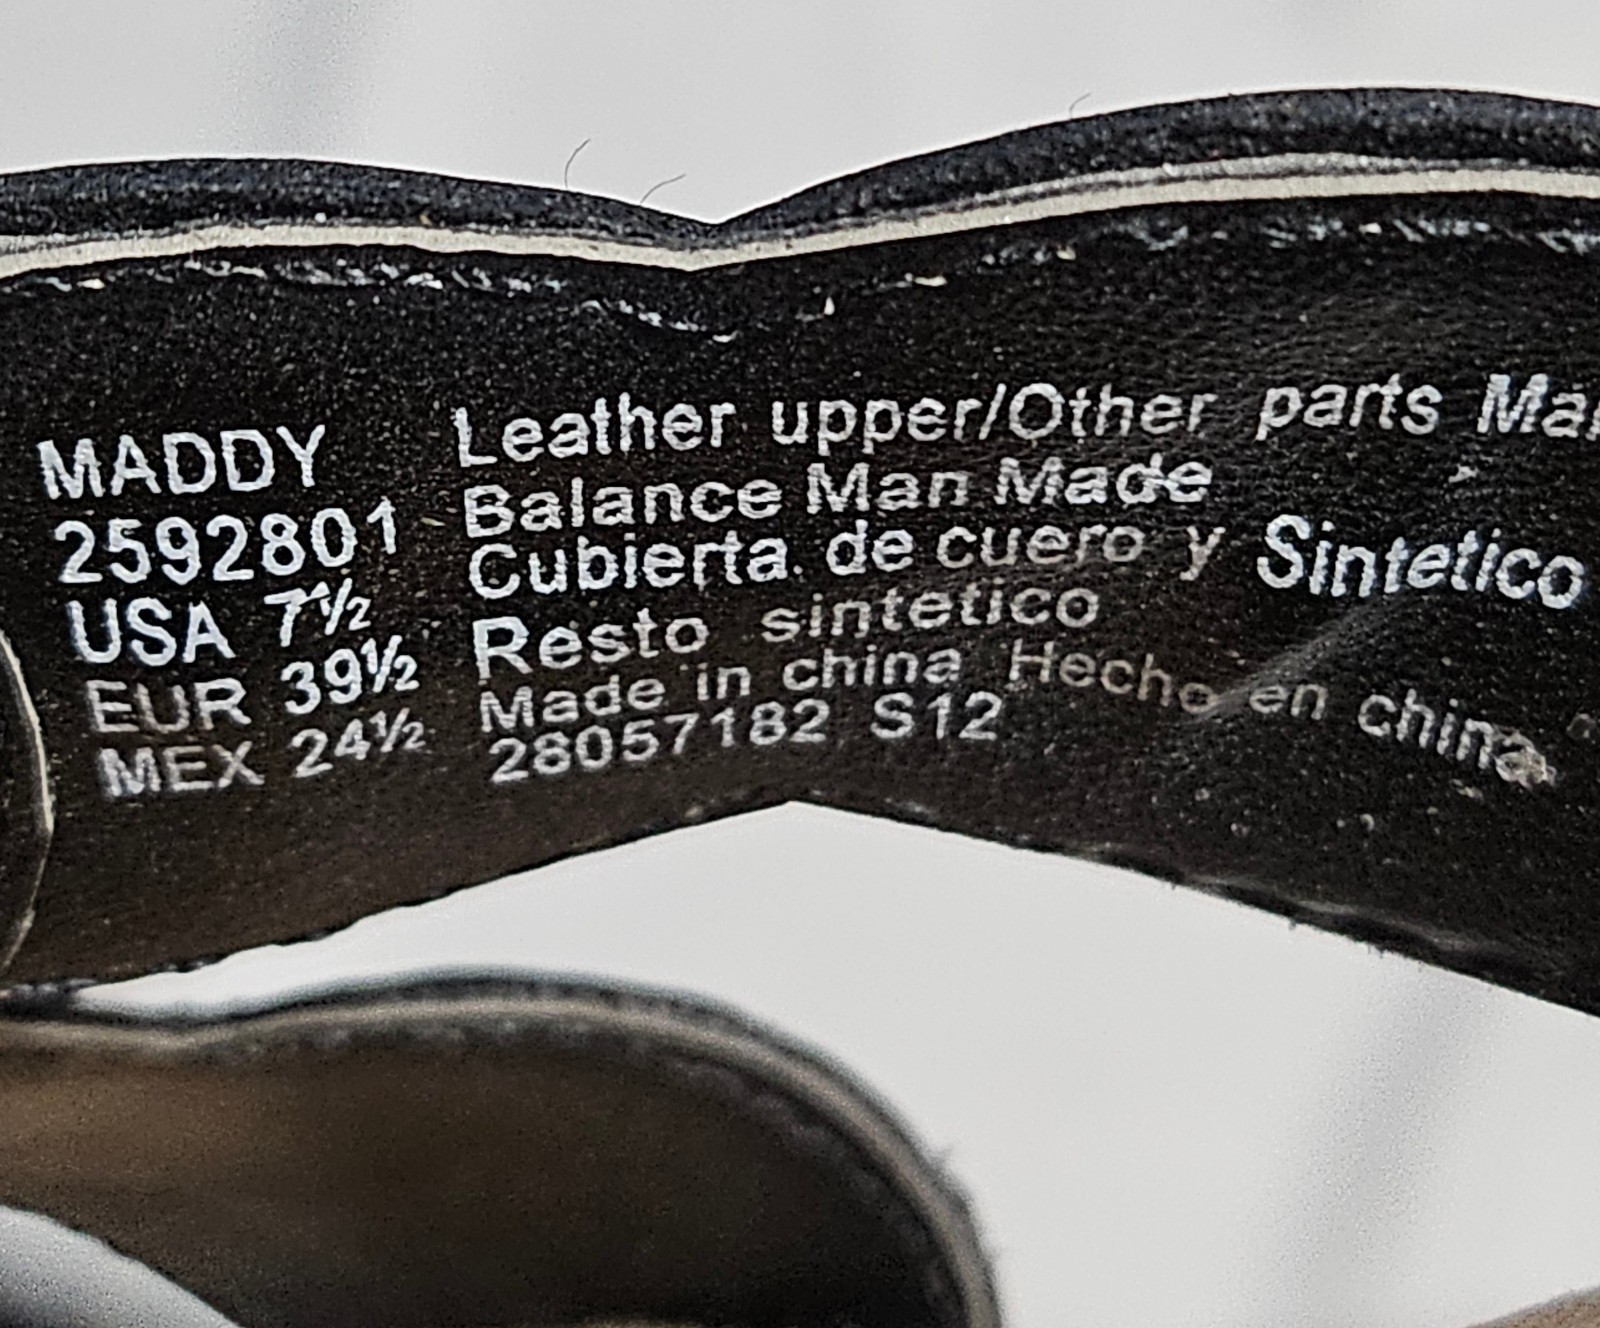 MADDY
2592801
USA 7½
EUR 39½
MEX 24½
Leather upper/Other parts
Balance Man Made
Cubierta. de cuero y Sintetico
Resto sintetico
Made in china Hecho en china
28057182 S12